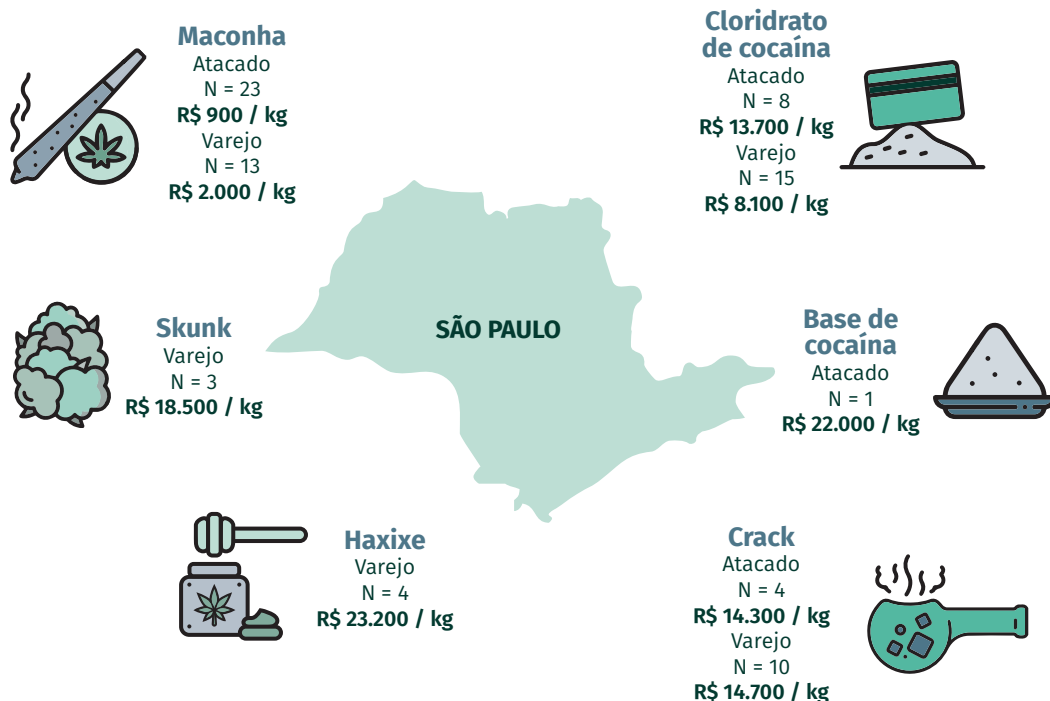 Maconha
Atacado
N = 23
R$ 900 / kg
Varejo
N = 13
R$ 2.000 / kg
Cloridrato
de cocaína
Atacado
N = 8
R$ 13.700 / kg
Varejo
N = 15
R$ 8.100 / kg
Skunk
Varejo
N = 3
R$ 18.500 / kg
SÃO PAULO
Base de
cocaína
Atacado
N = 1
R$ 22.000 / kg
Haxixe
Varejo
N = 4
R$ 23.200 / kg
Crack
Atacado
N = 4
R$ 14.300 / kg
Varejo
N = 10
R$ 14.700 / kg